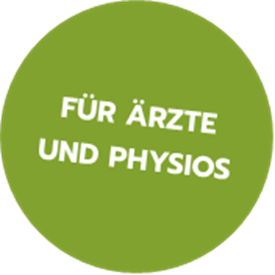 FÜR ÄRZTE
UND PHYSIOS